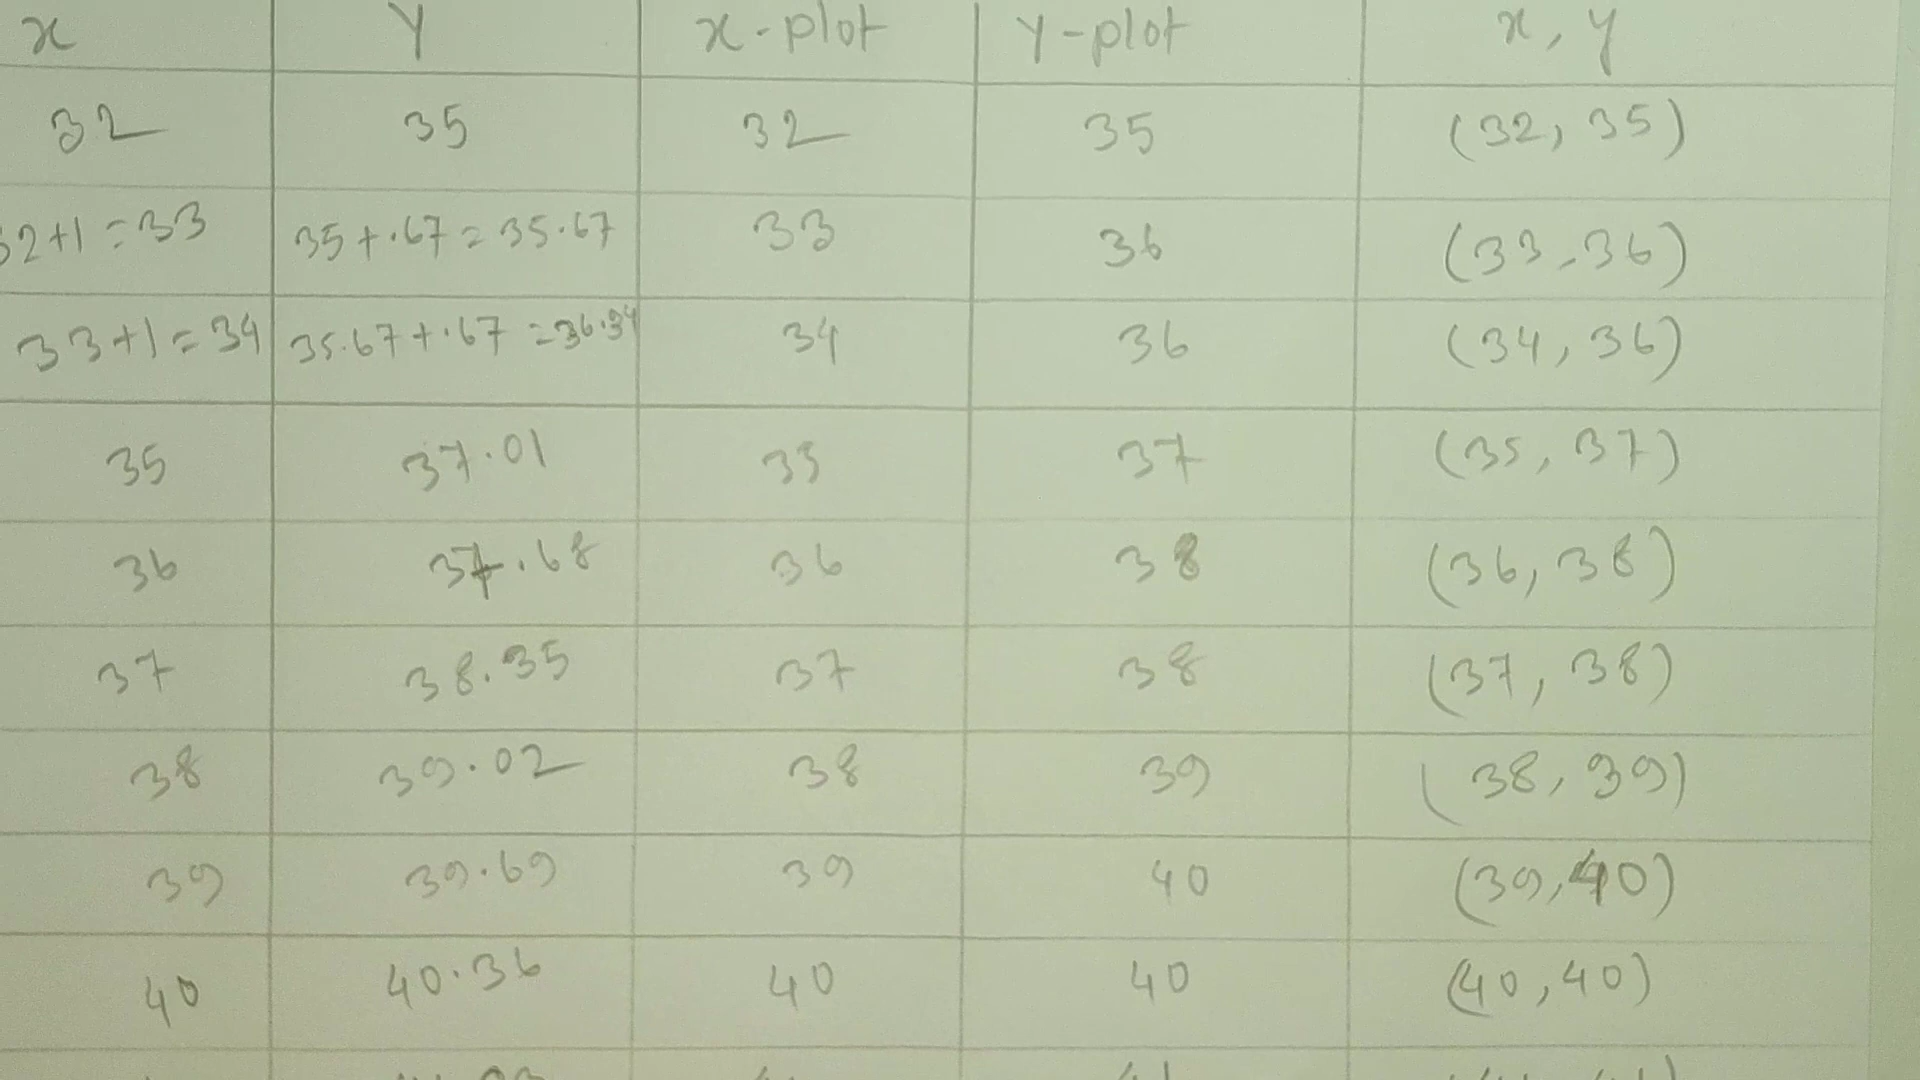 x Y x-plot Y-plot x, y
32 35 32 35 (32, 35)
32+1=33 35+.67=35.67 33 36 (33,36)
33+1=34 35.67+.67=36.34 34 36 (34, 36)
35 37.01 35 37 (35, 37)
36 37.68 36 38 (36, 38)
37 38.35 37 38 (37, 38)
38 39.02 38 39 (38, 39)
39 39.69 39 40 (39,40)
40 40.36 40 40 (40,40)